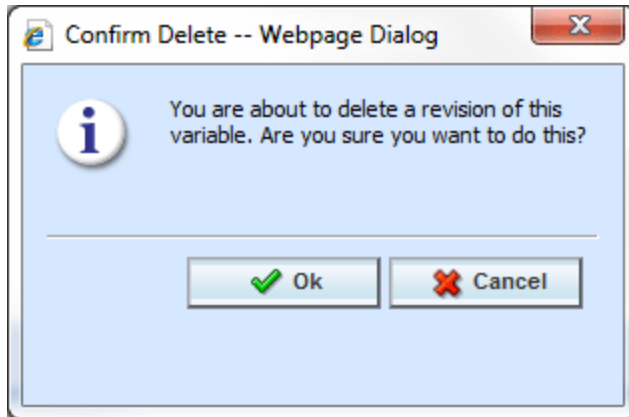 Confirm Delete -- Webpage Dialog
You are about to delete a revision of this
variable. Are you sure you want to do this?
Ok
Cancel